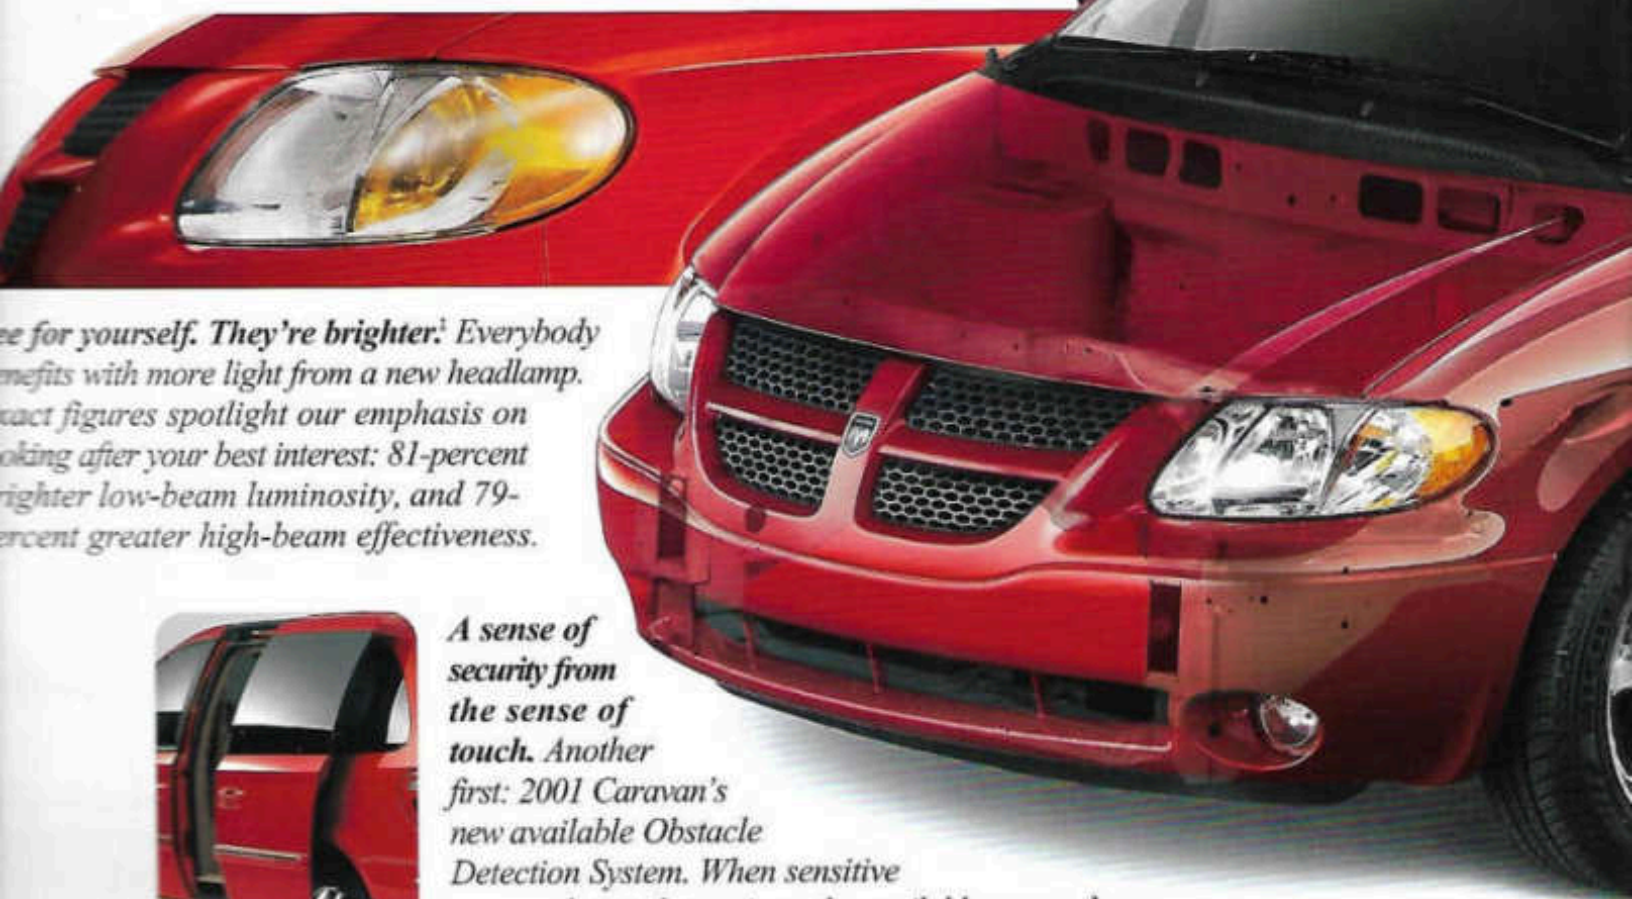 for yourself. They're brighter.‡ Everybody
with more light from a new headlamp.
figures spotlight our emphasis on
after your best interest: 81-percent
low-beam luminosity, and 79-
greater high-beam effectiveness.
A sense of
security from
the sense of
touch. Another
first: 2001 Caravan's
new available Obstacle
Detection System. When sensitive